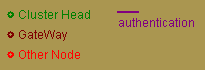 Cluster Head
GateWay
Other Node
authentication